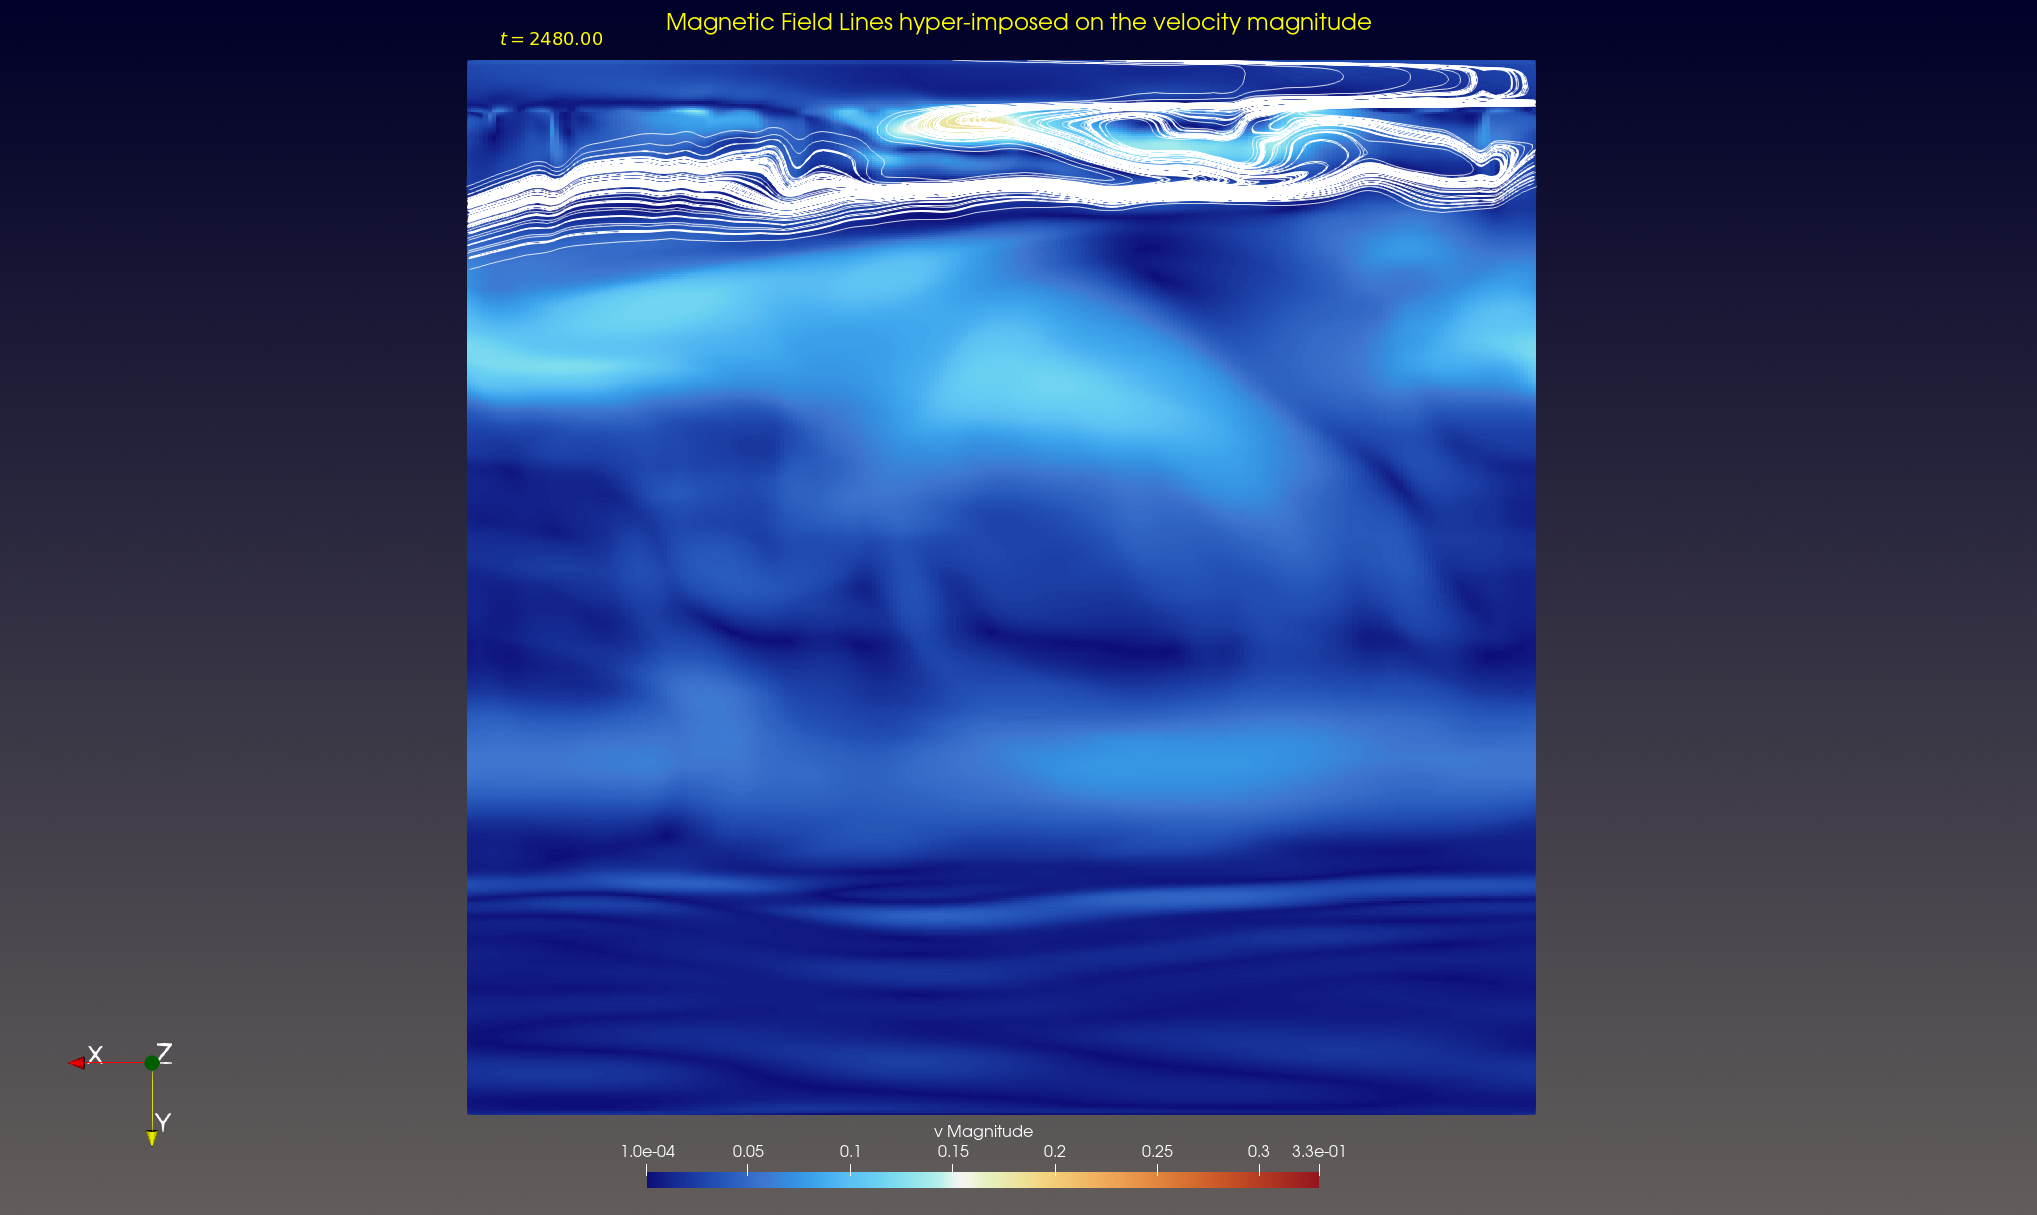 Magnetic Field Lines hyper-imposed on the velocity magnitude
t = 2480.00
X Z
Y
v Magnitude
1.0e-04 0.05 0.1 0.15 0.2 0.25 0.3 3.3e-01